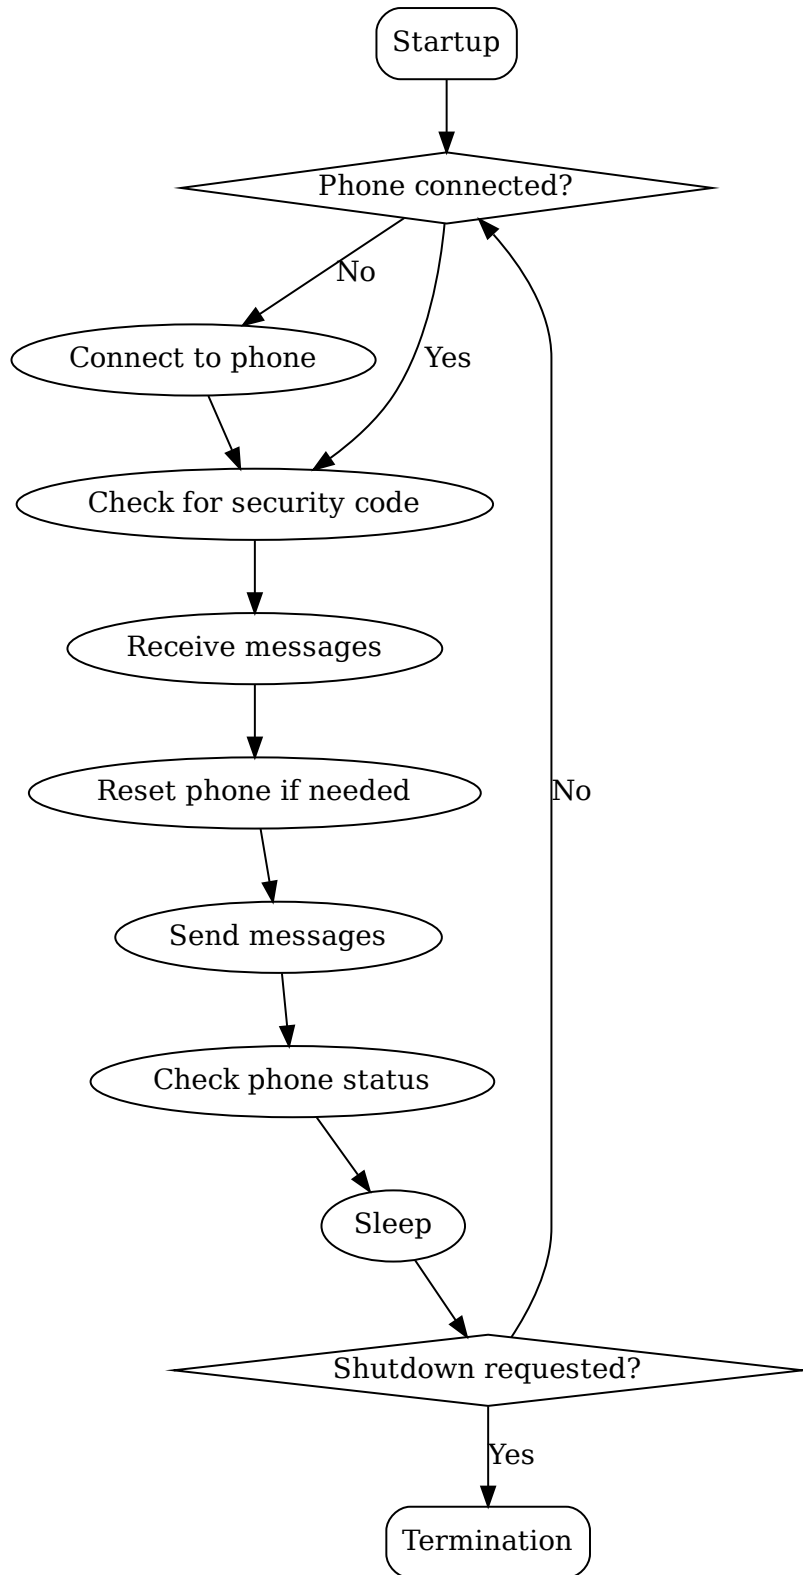 Startup
Phone connected?
No
Connect to phone
Yes
Check for security code
Receive messages
Reset phone if needed
No
Send messages
Check phone status
Sleep
Shutdown requested?
Yes
Termination